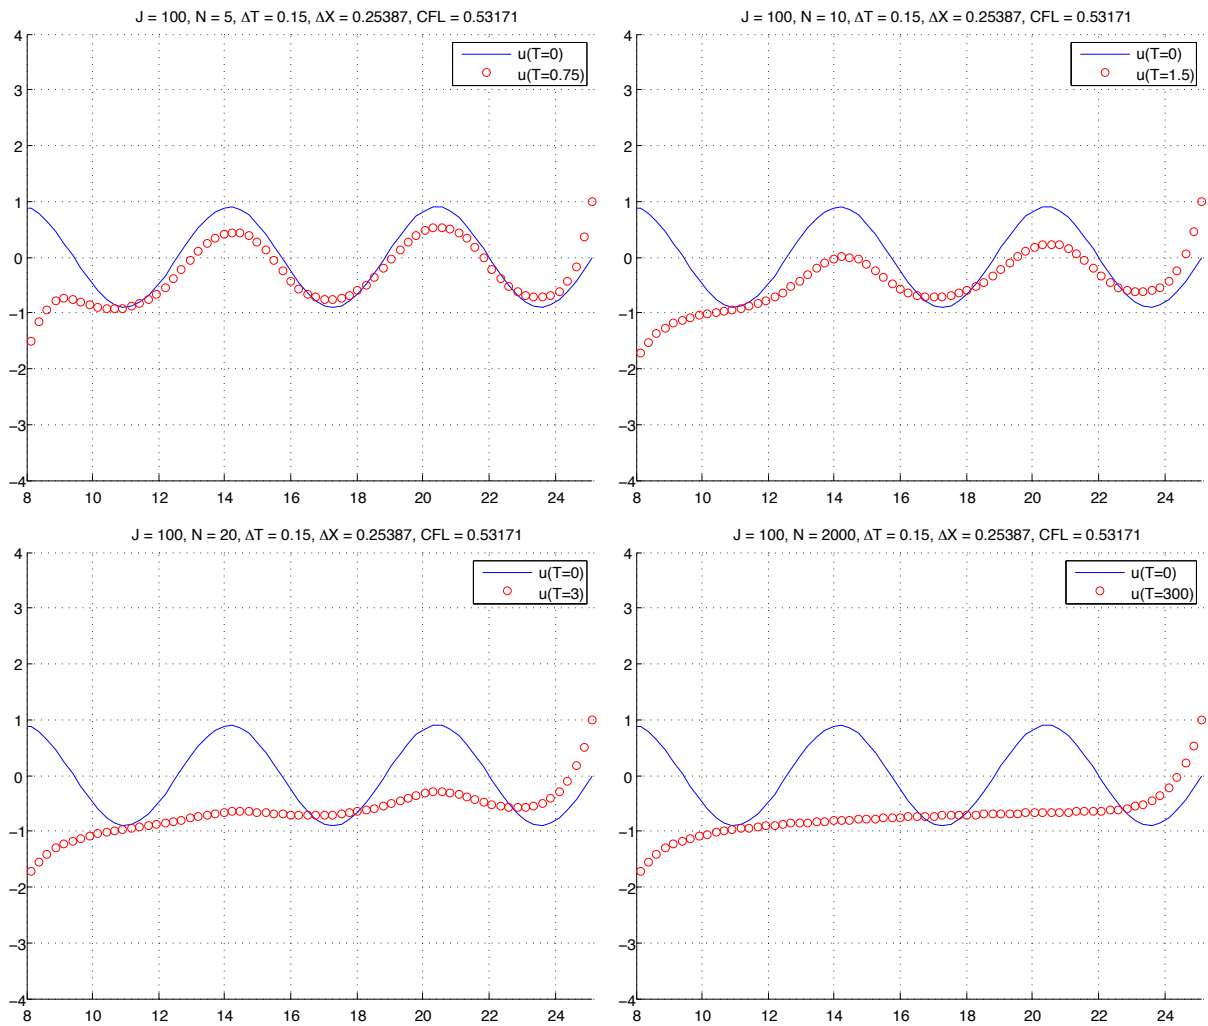 J = 100, N = 5, ΔT = 0.15, ΔX = 0.25387, CFL = 0.53171
4
3
2
1
0
−1
−2
−3
−4
8 10 12 14 16 18 20 22 24
u(T=0)
u(T=0.75)
J = 100, N = 10, ΔT = 0.15, ΔX = 0.25387, CFL = 0.53171
4
3
2
1
0
−1
−2
−3
−4
8 10 12 14 16 18 20 22 24
u(T=0)
u(T=1.5)
J = 100, N = 20, ΔT = 0.15, ΔX = 0.25387, CFL = 0.53171
4
3
2
1
0
−1
−2
−3
−4
8 10 12 14 16 18 20 22 24
u(T=0)
u(T=3)
J = 100, N = 2000, ΔT = 0.15, ΔX = 0.25387, CFL = 0.53171
4
3
2
1
0
−1
−2
−3
−4
8 10 12 14 16 18 20 22 24
u(T=0)
u(T=300)